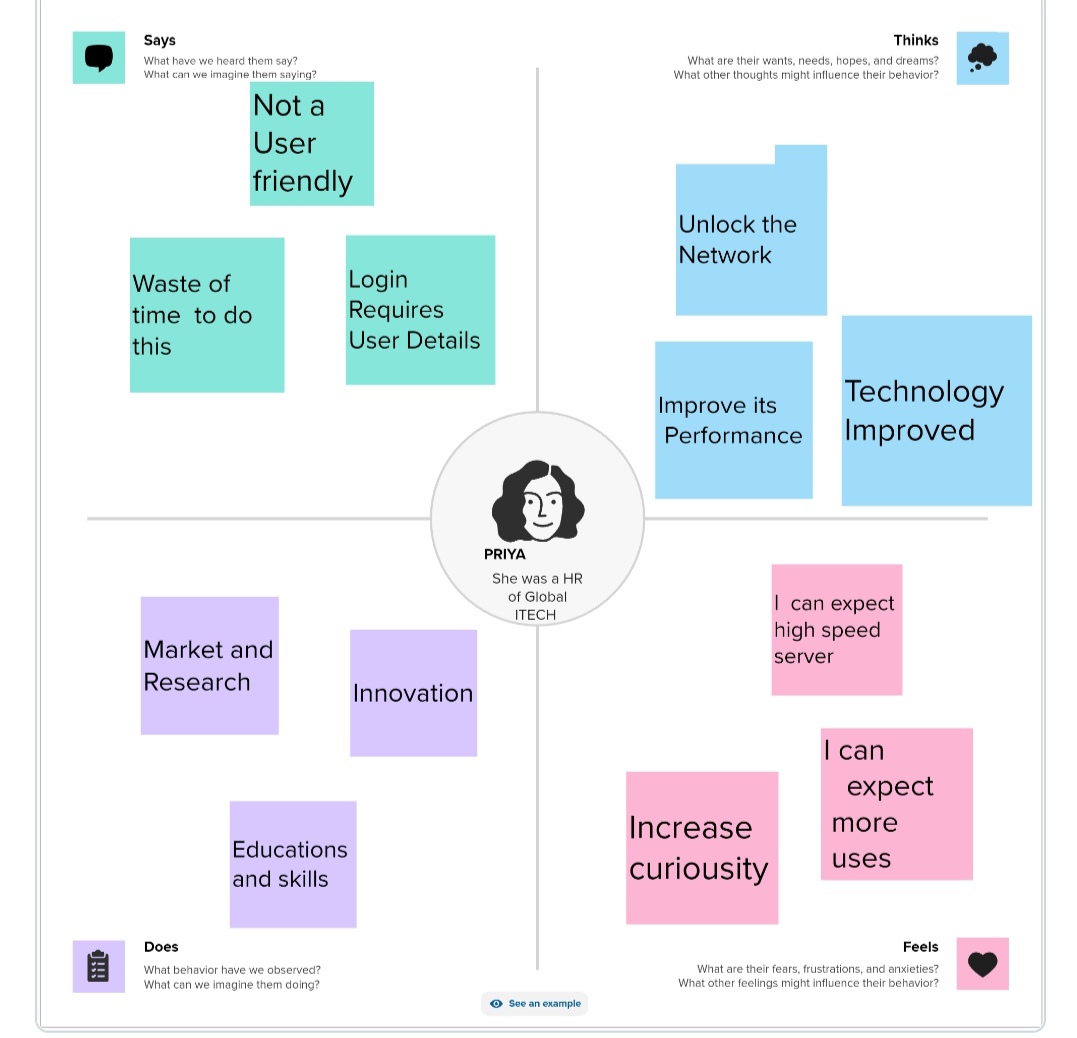 Says
What have we heard them say?
What can we imagine them saying?
Not a
User
friendly
Waste of
time to do
this
Login
Requires
User Details
Thinks
What are their wants, needs, hopes, and dreams?
What other thoughts might influence their behavior?
Unlock the
Network
Improve its
Performance
Technology
Improved
PRIYA
She was a HR
of Global
ITECH
Market and
Research
Innovation
Educations
and skills
Does
What behavior have we observed?
What can we imagine them doing?
I can expect
high speed
server
I can
expect
more
uses
Increase
curiousity
Feels
What are their fears, frustrations, and anxieties?
What other feelings might influence their behavior?
See an example